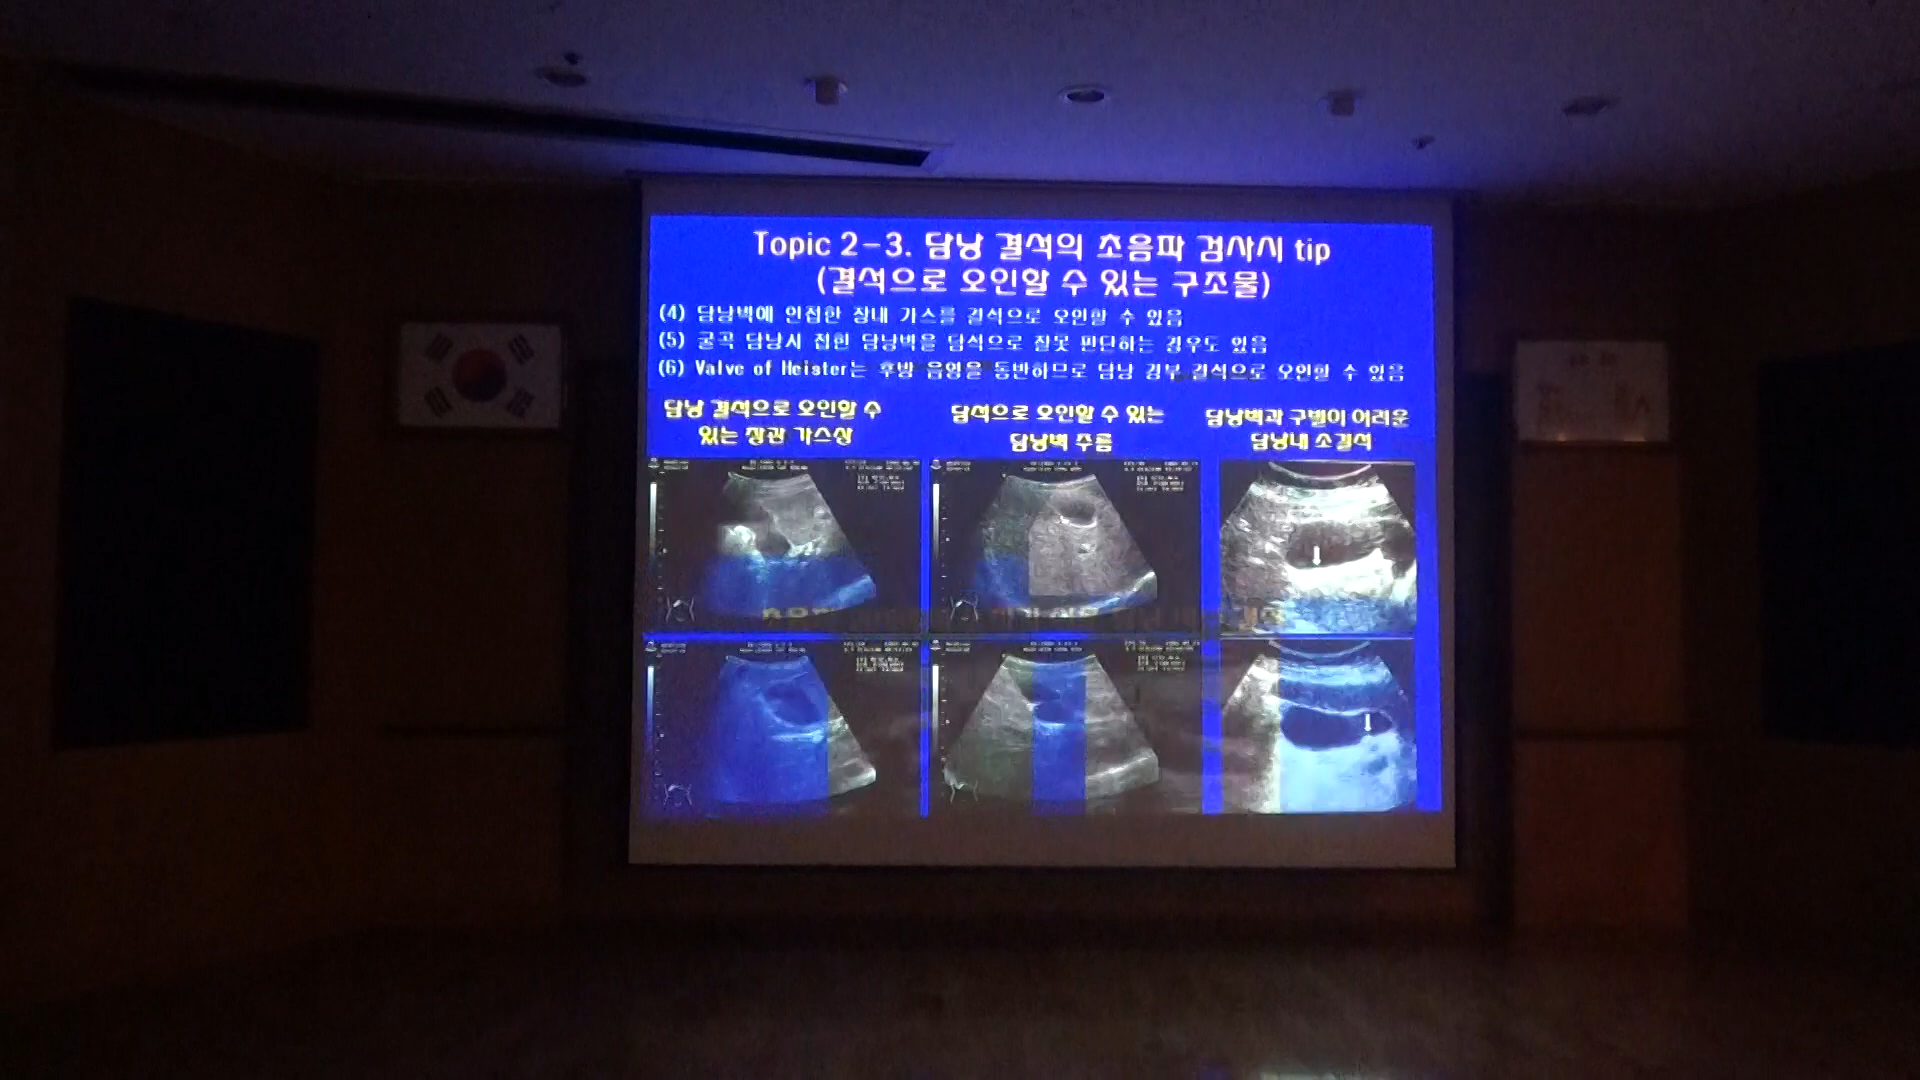 Topic 2-3. 담낭 결석의 초음파 검사시 tip
(결석으로 오인할 수 있는 구조물)
(4) 담낭벽에 인접한 장내 가스를 결석으로 오인할 수 있음
(5) 굴곡 담낭시 접힌 담낭벽을 담석으로 잘못 판단하는 경우도 있음
(6) Valve of Heister는 후방 음영을 동반하므로 담낭 경부 결석으로 오인할 수 있음
담낭 결석으로 오인할 수
있는 장관 가스상
담석으로 오인할 수 있는
담낭벽 주름
담낭벽과 구별이 어려운
담낭내 소결석